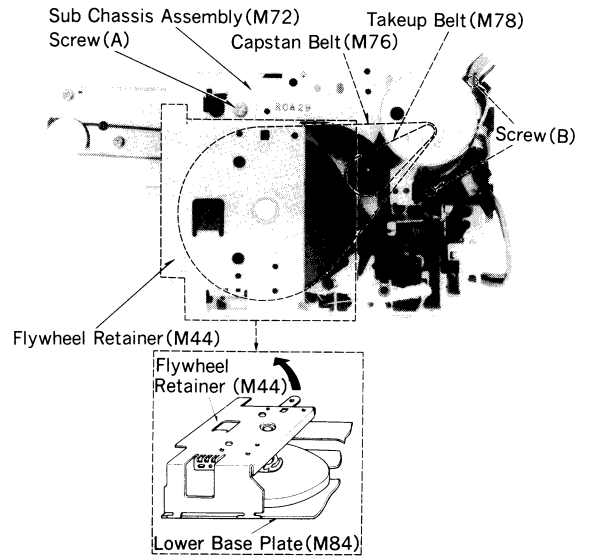 Sub Chassis Assembly(M72)
Takeup Belt(M78)
Screw(A)
Capstan Belt(M76)
RCA29
Screw(B)
Flywheel Retainer(M44)
Flywheel
Retainer (M44)
Lower Base Plate(M84)